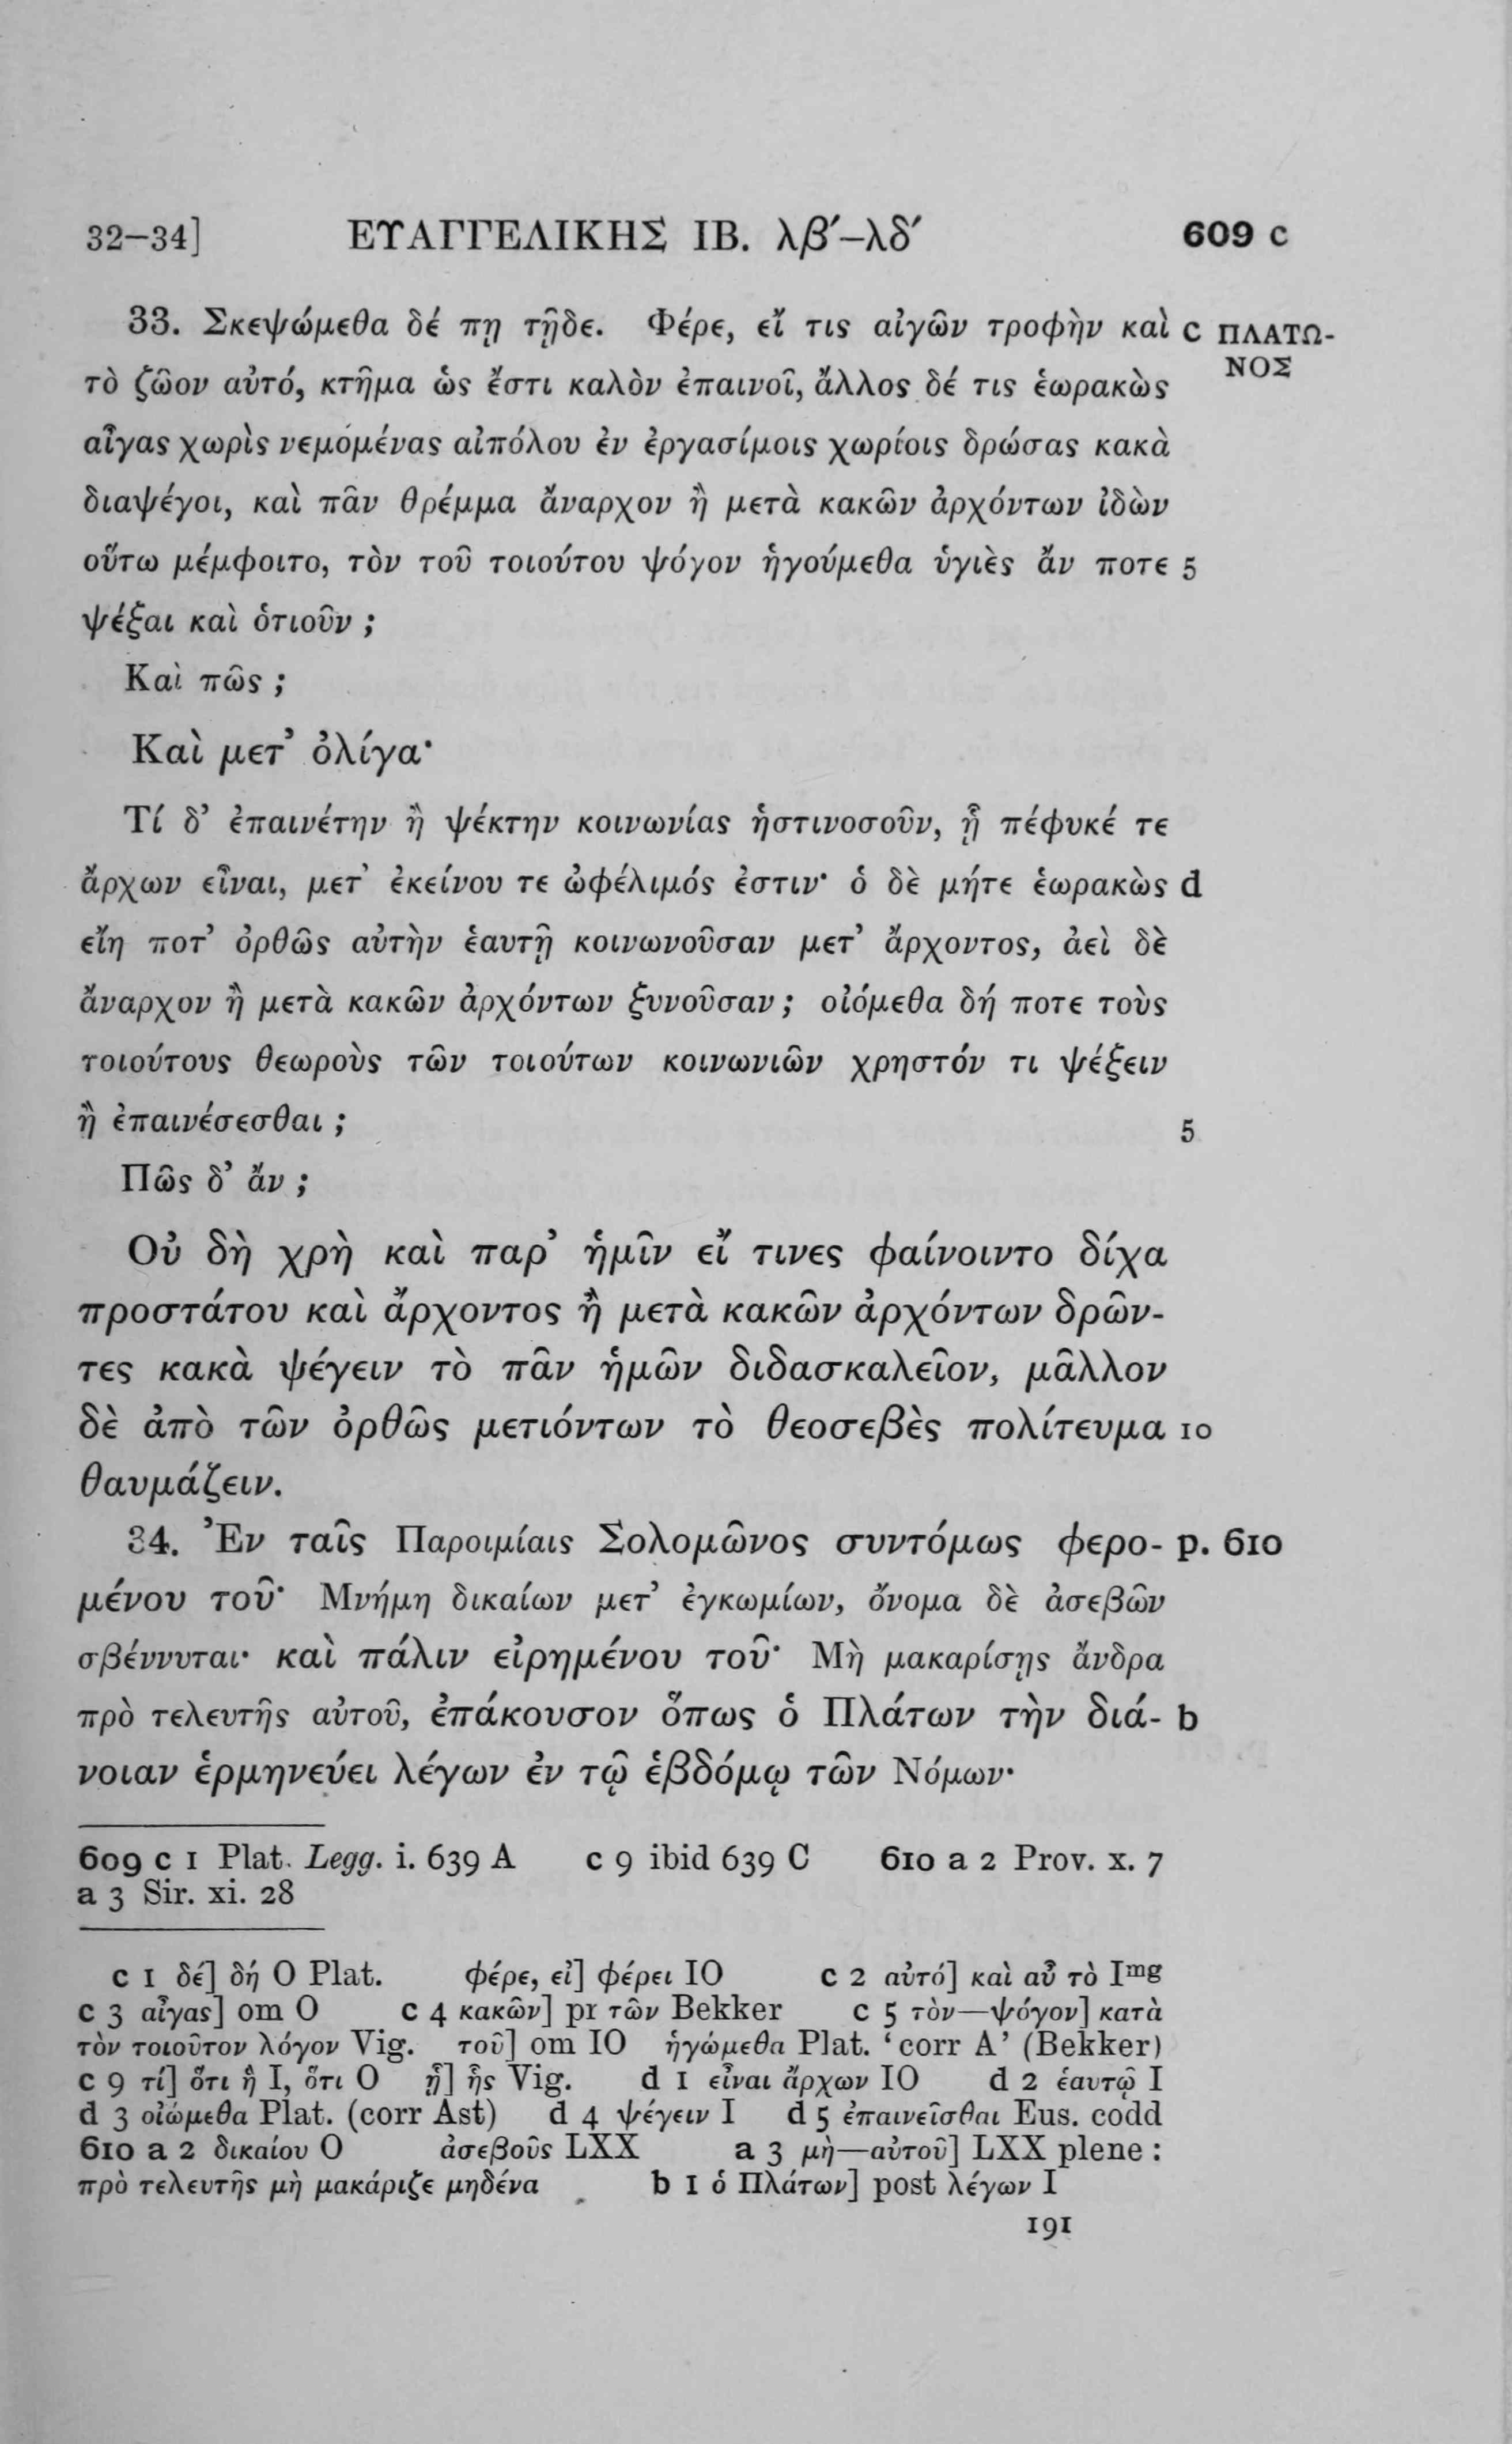 32–34] ΕΥΑΓΓΕΛΙΚΗΣ ΙΒ. λβ′–λδ′ 609 c
33. Σκεψώμεθα δέ πη τῇδε. Φέρε, εἴ τις αἰγῶν τροφὴν καὶ c ΠΛΑΤΩ-
ΝΟΣ
τὸ ζῶον αὐτό, κτῆμα ὡς ἔστι καλὸν ἐπαινοῖ, ἄλλος δέ τις ἑωρακὼς
αἶγας χωρὶς νεμομένας αἰπόλου ἐν ἐργασίμοις χωρίοις δρώσας κακὰ
διαψέγοι, καὶ πᾶν θρέμμα ἄναρχον ἢ μετὰ κακῶν ἀρχόντων ἰδὼν
οὕτω μέμφοιτο, τὸν τοῦ τοιούτου ψόγον ἡγούμεθα ὑγιὲς ἄν ποτε 5
ψέξαι καὶ ὁτιοῦν ;
Καὶ πῶς ;
Καὶ μετ’ ὀλίγα·
Τί δ’ ἐπαινέτην ἢ ψέκτην κοινωνίας ἡστινοσοῦν, ᾗ πέφυκέ τε
ἄρχων εἶναι, μετ’ ἐκείνου τε ὠφέλιμός ἐστιν· ὁ δὲ μήτε ἑωρακὼς d
εἴη ποτ’ ὀρθῶς αὐτὴν ἑαυτῇ κοινωνοῦσαν μετ’ ἄρχοντος, ἀεὶ δὲ
ἄναρχον ἢ μετὰ κακῶν ἀρχόντων ξυνοῦσαν ; οἰόμεθα δή ποτε τοὺς
τοιούτους θεωροὺς τῶν τοιούτων κοινωνιῶν χρηστόν τι ψέξειν
ἢ ἐπαινέσεσθαι ; 5
Πῶς δ’ ἄν ;
Οὐ δὴ χρὴ καὶ παρ’ ἡμῖν εἴ τινες φαίνοιντο δίχα
προστάτου καὶ ἄρχοντος ἢ μετὰ κακῶν ἀρχόντων δρῶν-
τες κακὰ ψέγειν τὸ πᾶν ἡμῶν διδασκαλεῖον, μᾶλλον
δὲ ἀπὸ τῶν ὀρθῶς μετιόντων τὸ θεοσεβὲς πολίτευμα 10
θαυμάζειν.
34. Ἐν ταῖς Παροιμίαις Σολομῶνος συντόμως φερο- p. 610
μένου τοῦ· Μνήμη δικαίων μετ’ ἐγκωμίων, ὄνομα δὲ ἀσεβῶν
σβέννυται· καὶ πάλιν εἰρημένου τοῦ· Μὴ μακαρίσῃς ἄνδρα
πρὸ τελευτῆς αὐτοῦ, ἐπάκουσον ὅπως ὁ Πλάτων τὴν διά- b
νοιαν ἑρμηνεύει λέγων ἐν τῷ ἑβδόμῳ τῶν Νόμων·
609 c 1 Plat. Legg. i. 639 A c 9 ibid 639 C 610 a 2 Prov. x. 7
a 3 Sir. xi. 28
c 1 δέ] δή O Plat. φέρε, εἰ] φέρει IO c 2 αὐτό] καὶ αὖ τὸ Iᵐᵍ
c 3 αἶγας] om O c 4 κακῶν] pr τῶν Bekker c 5 τὸν—ψόγον] κατὰ
τὸν τοιοῦτον λόγον Vig. τοῦ] om IO ἡγώμεθα Plat. ‘corr A’ (Bekker)
c 9 τί] ὅτι ἢ I, ὅτι O ᾗ] ἧς Vig. d 1 εἶναι ἄρχων IO d 2 ἑαυτῷ I
d 3 οἰώμεθα Plat. (corr Ast) d 4 ψέγειν I d 5 ἐπαινεῖσθαι Eus. codd
610 a 2 δικαίου O ἀσεβοῦς LXX a 3 μὴ—αὐτοῦ] LXX plene :
πρὸ τελευτῆς μὴ μακάριζε μηδένα b 1 ὁ Πλάτων] post λέγων I
191